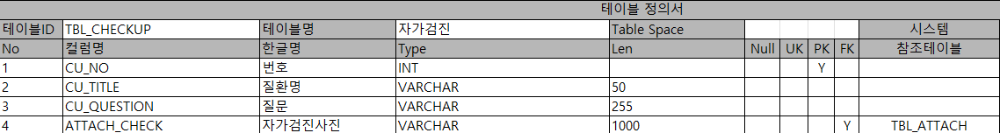 테이블 정의서
테이블ID TBL_CHECKUP 테이블명 자가검진 Table Space 시스템
No 컬럼명 한글명 Type Len Null UK PK FK 참조테이블
1 CU_NO 번호 INT Y
2 CU_TITLE 질환명 VARCHAR 50
3 CU_QUESTION 질문 VARCHAR 255
4 ATTACH_CHECK 자가검진사진 VARCHAR 1000 Y TBL_ATTACH